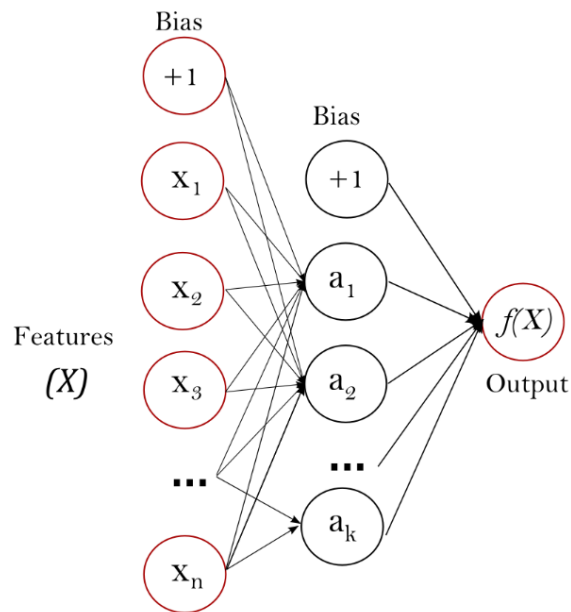 Bias
+1
x₁
x₂
Features
(X)
x₃
...
xₙ
Bias
+1
a₁
a₂
...
aₖ
f(X)
Output